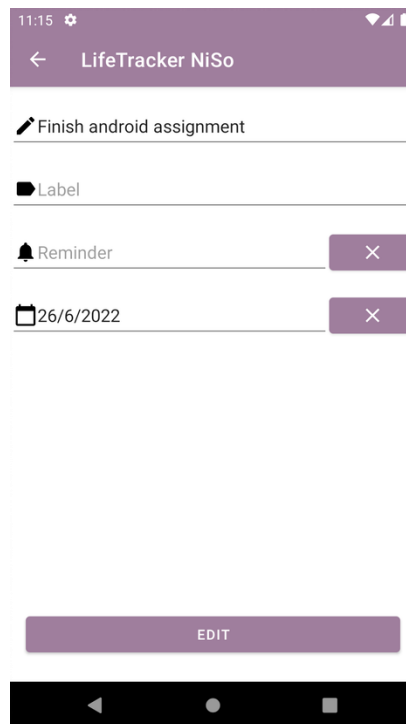 11:15
LifeTracker NiSo
Finish android assignment
Label
Reminder
26/6/2022
EDIT